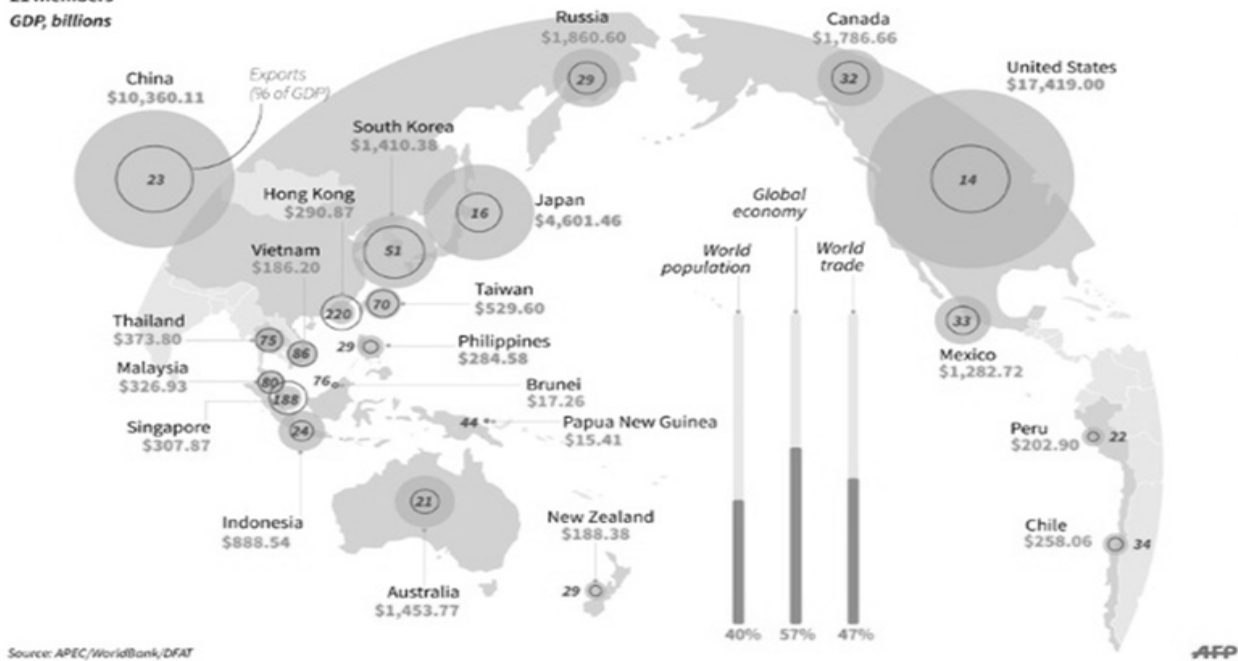 GDP, billions
Russia
$1,860.60
29
Canada
$1,786.66
32
United States
$17,419.00
14
China
$10,360.11
23
Exports
(% of GDP)
South Korea
$1,410.38
51
Hong Kong
$290.87
220
Japan
$4,601.46
16
Vietnam
$186.20
86
Taiwan
$529.60
70
Thailand
$373.80
75
Philippines
$284.58
29
Malaysia
$326.93
80
Brunei
$17.26
76
Singapore
$307.87
188
Papua New Guinea
$15.41
44
Indonesia
$888.54
24
Australia
$1,453.77
21
New Zealand
$188.38
29
Mexico
$1,282.72
33
Peru
$202.90
22
Chile
$258.06
34
World
population
40%
Global
economy
57%
World
trade
47%
Source: APEC/WorldBank/DFAT
AFP